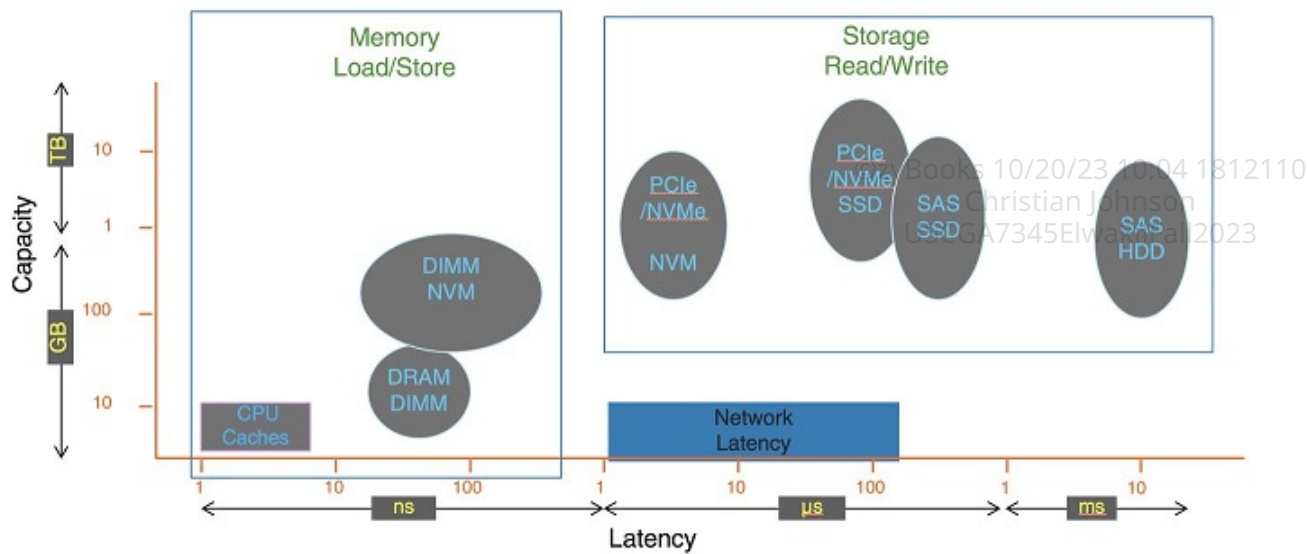 Memory
Load/Store
Storage
Read/Write
TB
10
1
Capacity
GB
100
10
CPU
Caches
DIMM
NVM
DRAM
DIMM
PCIe
/NVMe
NVM
PCIe
/NVMe
SSD
SAS
SSD
SAS
HDD
Books 10/20/23 10:04 1812110
Christian Johnson
Network
Latency
1
10
100
1
10
100
1
10
ns
µs
ms
Latency